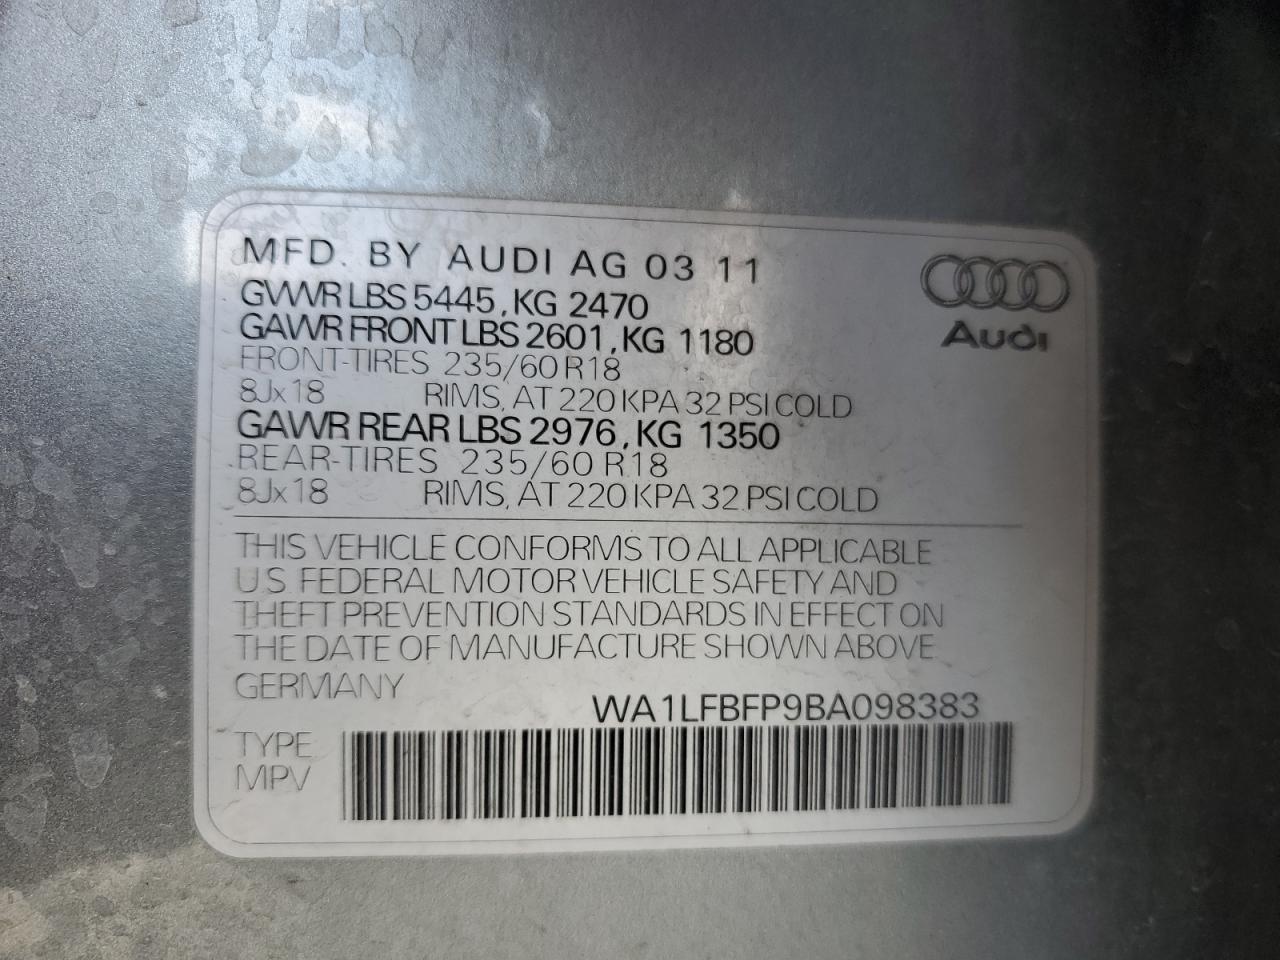 MFD. BY AUDI AG 03 11
GVWR LBS 5445, KG 2470
GAWR FRONT LBS 2601, KG 1180
FRONT-TIRES 235/60 R18
8Jx18 RIMS, AT 220 KPA 32 PSI COLD
GAWR REAR LBS 2976, KG 1350
REAR-TIRES 235/60 R18
8Jx18 RIMS, AT 220 KPA 32 PSI COLD
Audi
THIS VEHICLE CONFORMS TO ALL APPLICABLE
U.S. FEDERAL MOTOR VEHICLE SAFETY AND
THEFT PREVENTION STANDARDS IN EFFECT ON
THE DATE OF MANUFACTURE SHOWN ABOVE
GERMANY
WA1LFBFP9BA098383
TYPE
MPV